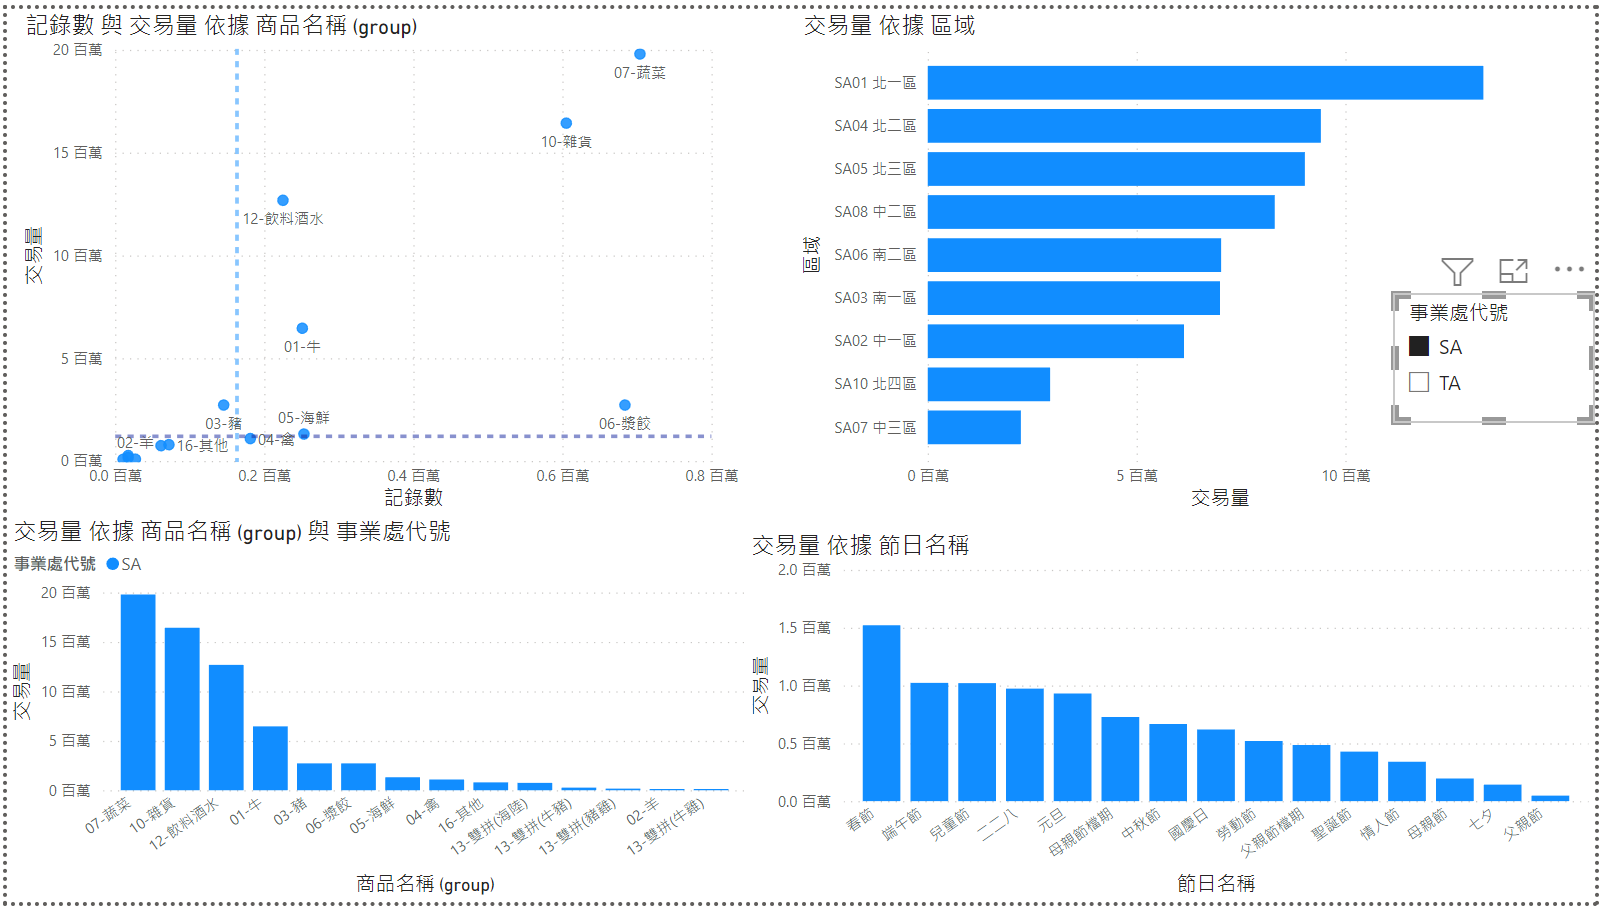 記錄數 與 交易量 依據 商品名稱 (group)
20 百萬
15 百萬
10 百萬
5 百萬
0 百萬
交易量
07-蔬菜
10-雜貨
12-飲料酒水
01-牛
03-豬
05-海鮮
06-漿餃
02-羊
16-其他
04-禽
0.0 百萬
0.2 百萬
0.4 百萬
0.6 百萬
0.8 百萬
記錄數
交易量 依據 區域
區域
SA01 北一區
SA04 北二區
SA05 北三區
SA08 中二區
SA06 南二區
SA03 南一區
SA02 中一區
SA10 北四區
SA07 中三區
0 百萬
5 百萬
10 百萬
交易量
事業處代號
SA
TA
交易量 依據 商品名稱 (group) 與 事業處代號
事業處代號 SA
20 百萬
15 百萬
10 百萬
5 百萬
0 百萬
交易量
07-蔬菜
10-雜貨
12-飲料酒水
01-牛
03-豬
06-漿餃
05-海鮮
04-禽
16-其他
13-雙拼(海陸)
13-雙拼(牛豬)
13-雙拼(豬雞)
02-羊
13-雙拼(牛雞)
商品名稱 (group)
交易量 依據 節日名稱
2.0 百萬
1.5 百萬
1.0 百萬
0.5 百萬
0.0 百萬
交易量
春節
端午節
兒童節
二二八
元旦
母親節檔期
中秋節
國慶日
勞動節
父親節檔期
聖誕節
情人節
母親節
七夕
父親節
節日名稱